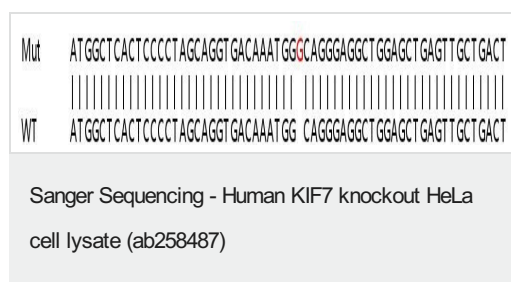 Mut ATGGCTCACTCCCCTAGCAGGTGACAAATGGGCAGGGAGGCTGGAGCTGAGTTGCTGACT
WT ATGGCTCACTCCCCTAGCAGGTGACAAATGG CAGGGAGGCTGGAGCTGAGTTGCTGACT
Sanger Sequencing - Human KIF7 knockout HeLa
cell lysate (ab258487)